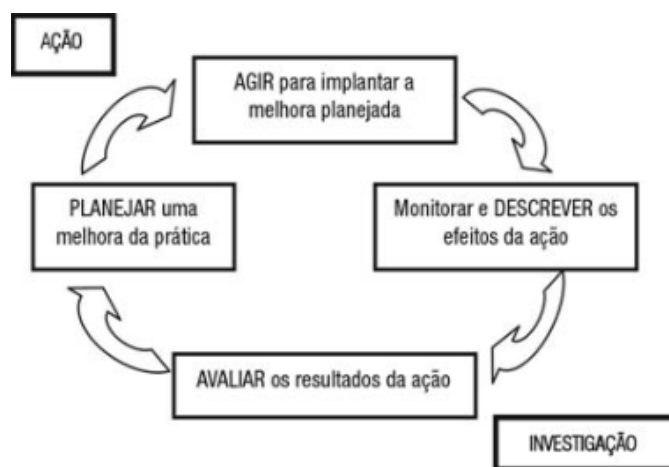 AÇÃO
AGIR para implantar a
melhora planejada
PLANEJAR uma
melhora da prática
Monitorar e DESCREVER os
efeitos da ação
AVALIAR os resultados da ação
INVESTIGAÇÃO